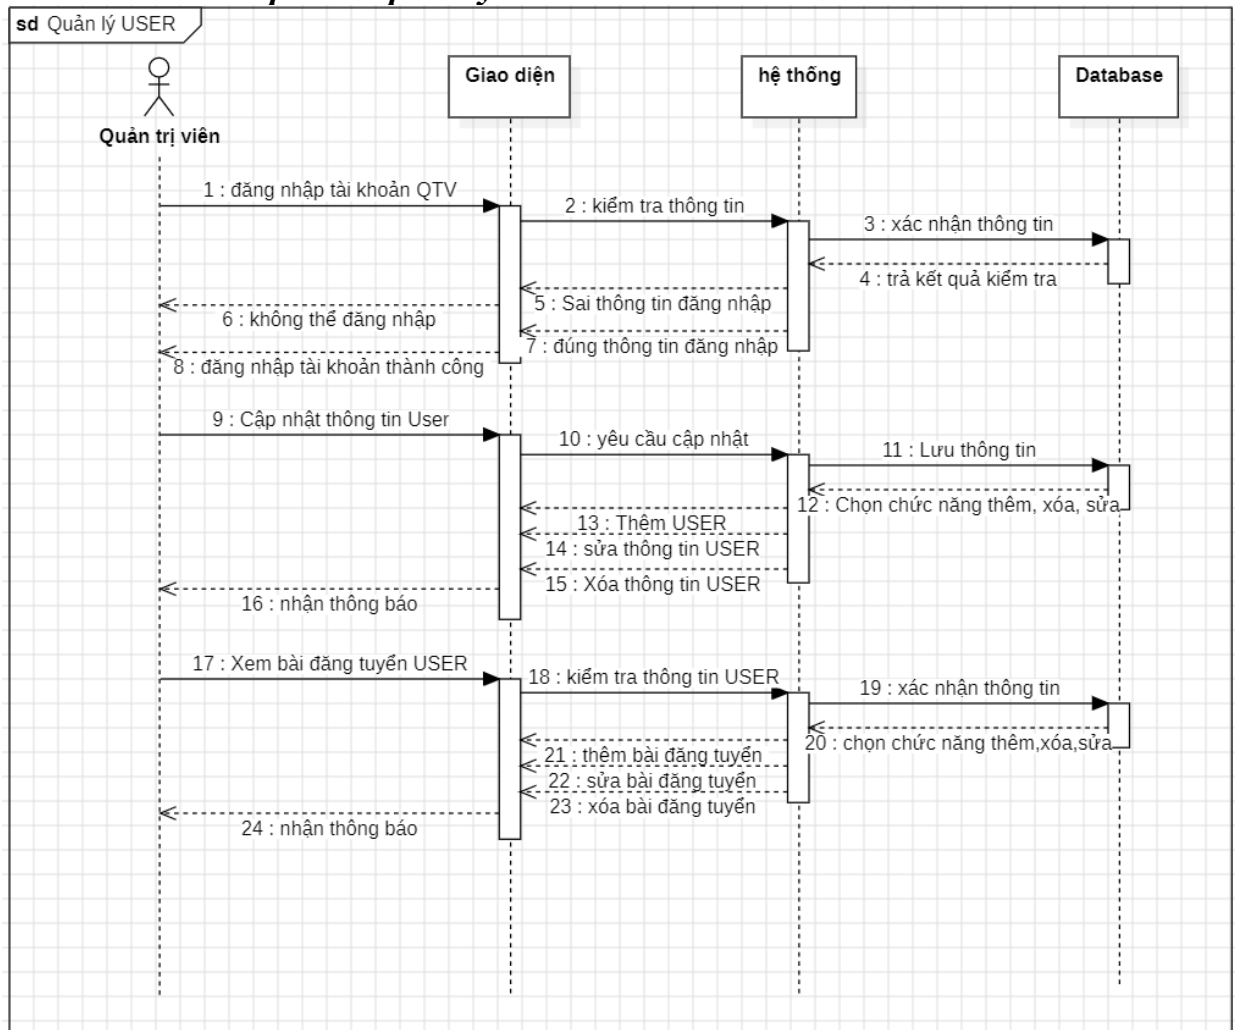 sd Quản lý USER
Giao diện
hệ thống
Database
Quản trị viên
1 : đăng nhập tài khoản QTV
2 : kiểm tra thông tin
3 : xác nhận thông tin
4 : trả kết quả kiểm tra
5 : Sai thông tin đăng nhập
6 : không thể đăng nhập
7 : đúng thông tin đăng nhập
8 : đăng nhập tài khoản thành công
9 : Cập nhật thông tin User
10 : yêu cầu cập nhật
11 : Lưu thông tin
12 : Chọn chức năng thêm, xóa, sửa
13 : Thêm USER
14 : sửa thông tin USER
15 : Xóa thông tin USER
16 : nhận thông báo
17 : Xem bài đăng tuyển USER
18 : kiểm tra thông tin USER
19 : xác nhận thông tin
20 : chọn chức năng thêm,xóa,sửa
21 : thêm bài đăng tuyển
22 : sửa bài đăng tuyển
23 : xóa bài đăng tuyển
24 : nhận thông báo